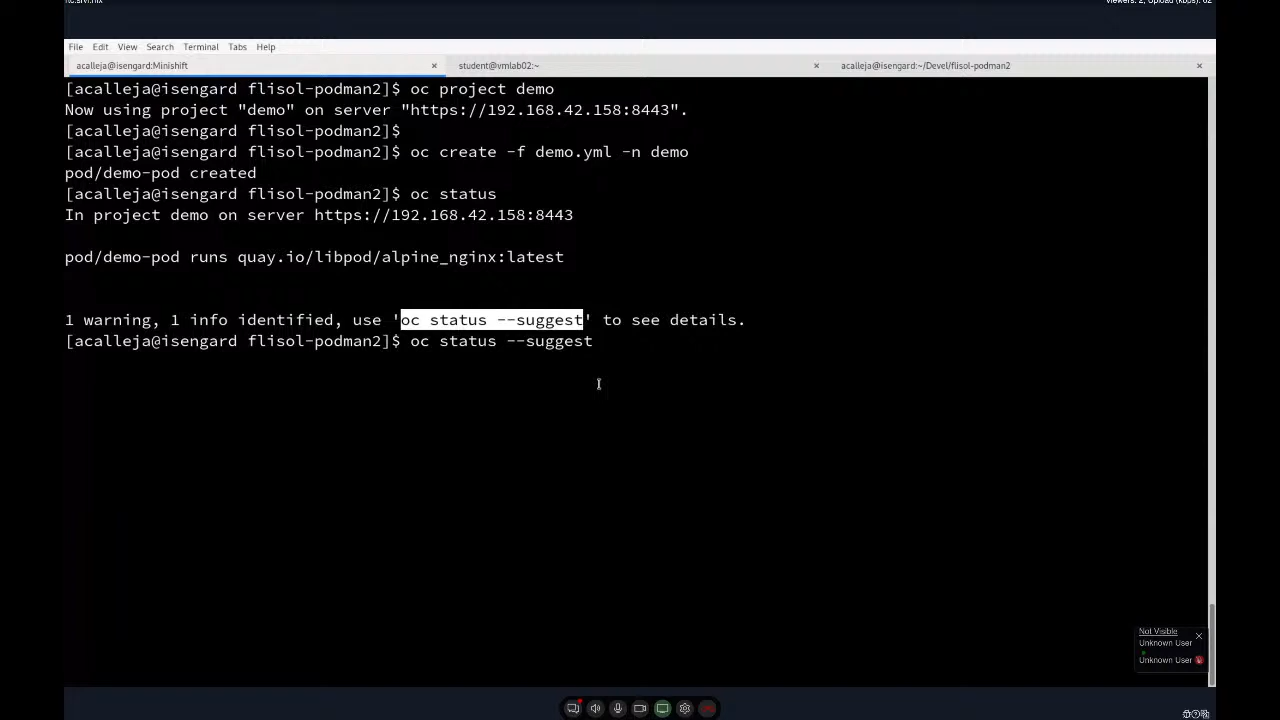 File Edit View Search Terminal Tabs Help
acalleja@isengard:Minishift × student@vmlab02:~ × acalleja@isengard:~/Devel/flisol-podman2 ×
[acalleja@isengard flisol-podman2]$ oc project demo
Now using project "demo" on server "https://192.168.42.158:8443".
[acalleja@isengard flisol-podman2]$
[acalleja@isengard flisol-podman2]$ oc create -f demo.yml -n demo
pod/demo-pod created
[acalleja@isengard flisol-podman2]$ oc status
In project demo on server https://192.168.42.158:8443
pod/demo-pod runs quay.io/libpod/alpine_nginx:latest
1 warning, 1 info identified, use 'oc status --suggest' to see details.
[acalleja@isengard flisol-podman2]$ oc status --suggest
Not Visible
Unknown User
Unknown User